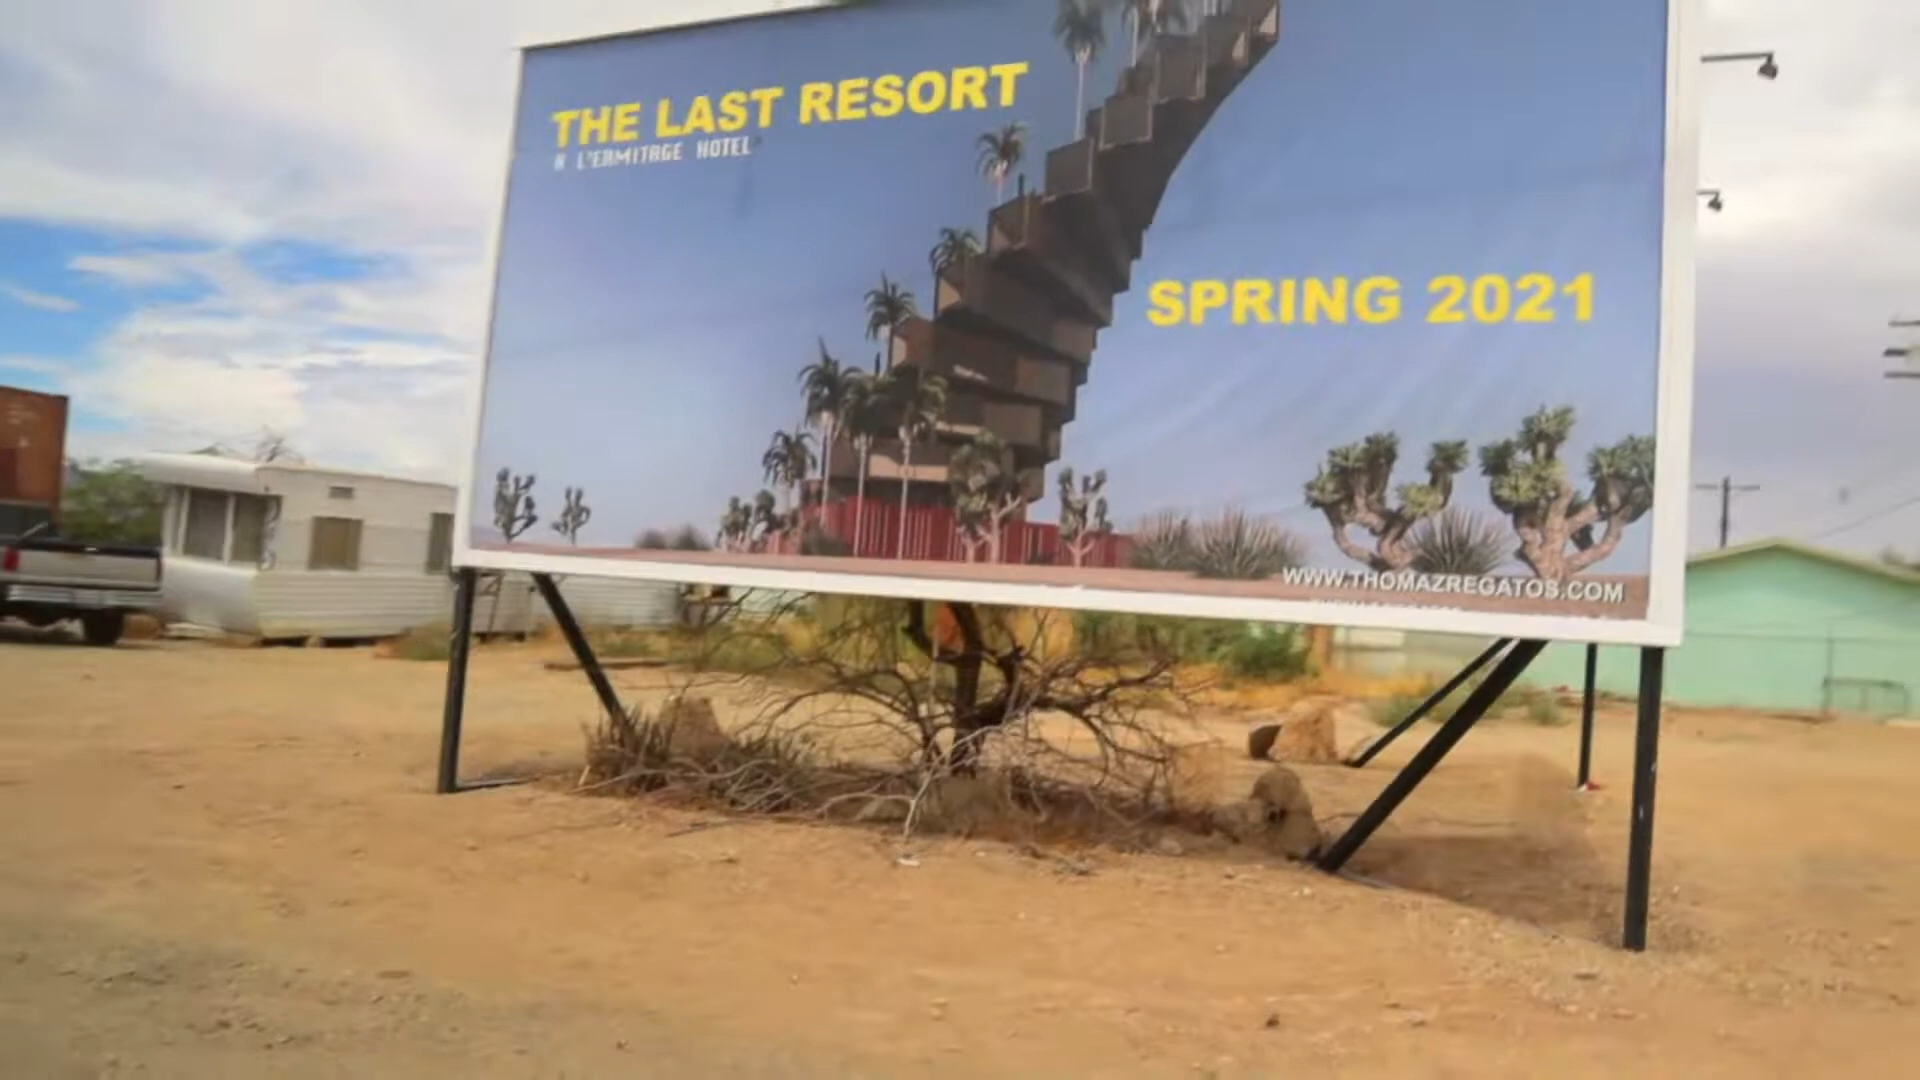 THE LAST RESORT
A L'ERMITAGE HOTEL
SPRING 2021
WWW.THOMAZREGATOS.COM